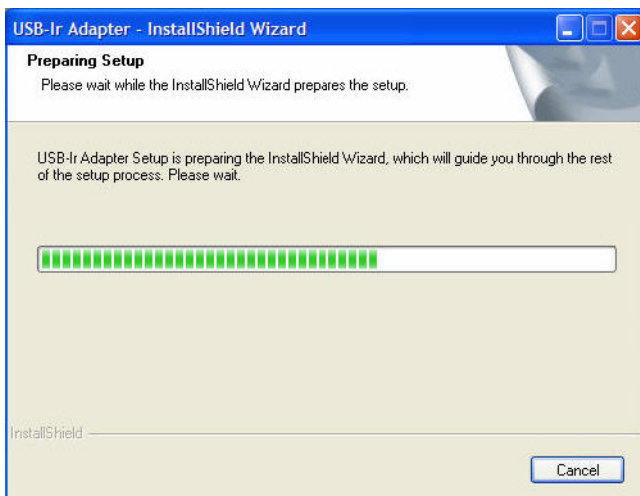 USB-Ir Adapter - InstallShield Wizard
Preparing Setup
Please wait while the InstallShield Wizard prepares the setup.
USB-Ir Adapter Setup is preparing the InstallShield Wizard, which will guide you through the rest
of the setup process. Please wait.
InstallShield
Cancel